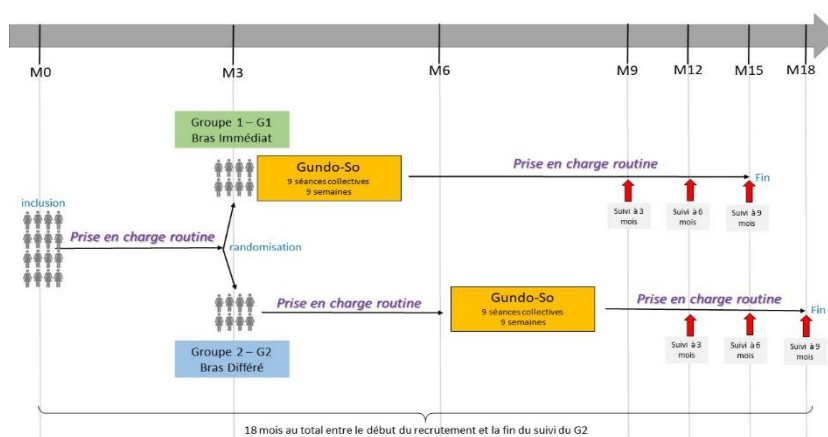 M0
M3
M6
M9
M12
M15
M18
Groupe 1 – G1
Bras Immédiat
Gundo-So
9 séances collectives
9 semaines
Prise en charge routine
Fin
Suivi à 3
mois
Suivi à 6
mois
Suivi à 9
mois
inclusion
Prise en charge routine
randomisation
Prise en charge routine
Gundo-So
9 séances collectives
9 semaines
Prise en charge routine
Fin
Suivi à 3
mois
Suivi à 6
mois
Suivi à 9
mois
Groupe 2 – G2
Bras Différé
18 mois au total entre le début du recrutement et la fin du suivi du G2